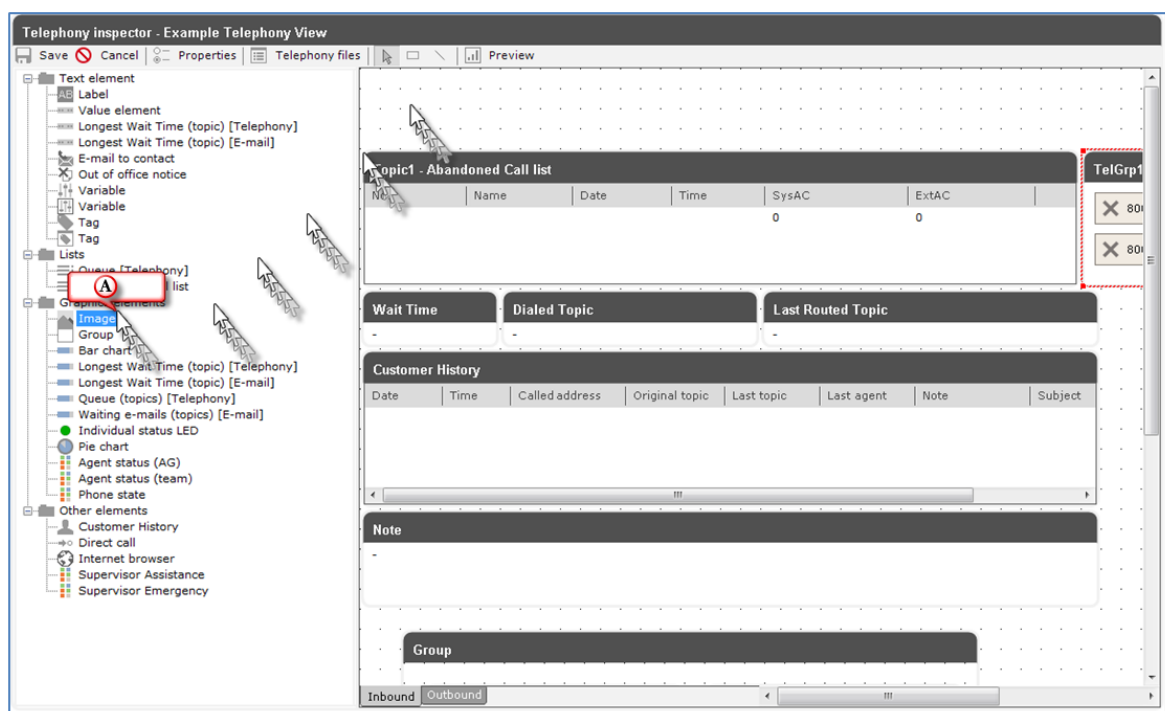 Telephony inspector - Example Telephony View
Save Cancel Properties Telephony files Preview
Text element
AB Label
Value element
Longest Wait Time (topic) [Telephony]
Longest Wait Time (topic) [E-mail]
E-mail to contact
Out of office notice
Variable
Variable
Tag
Tag
Lists
Queue [Telephony]
A list
Graphic elements
Image
Group
Bar chart
Longest Wait Time (topic) [Telephony]
Longest Wait Time (topic) [E-mail]
Queue (topics) [Telephony]
Waiting e-mails (topics) [E-mail]
Individual status LED
Pie chart
Agent status (AG)
Agent status (team)
Phone state
Other elements
Customer History
Direct call
Internet browser
Supervisor Assistance
Supervisor Emergency
Topic1 - Abandoned Call list
Name Date Time SysAC ExtAC
0 0
TelGrp1
80
80
Wait Time Dialed Topic Last Routed Topic
- - -
Customer History
Date Time Called address Original topic Last topic Last agent Note Subject
Note
-
Group
Inbound Outbound